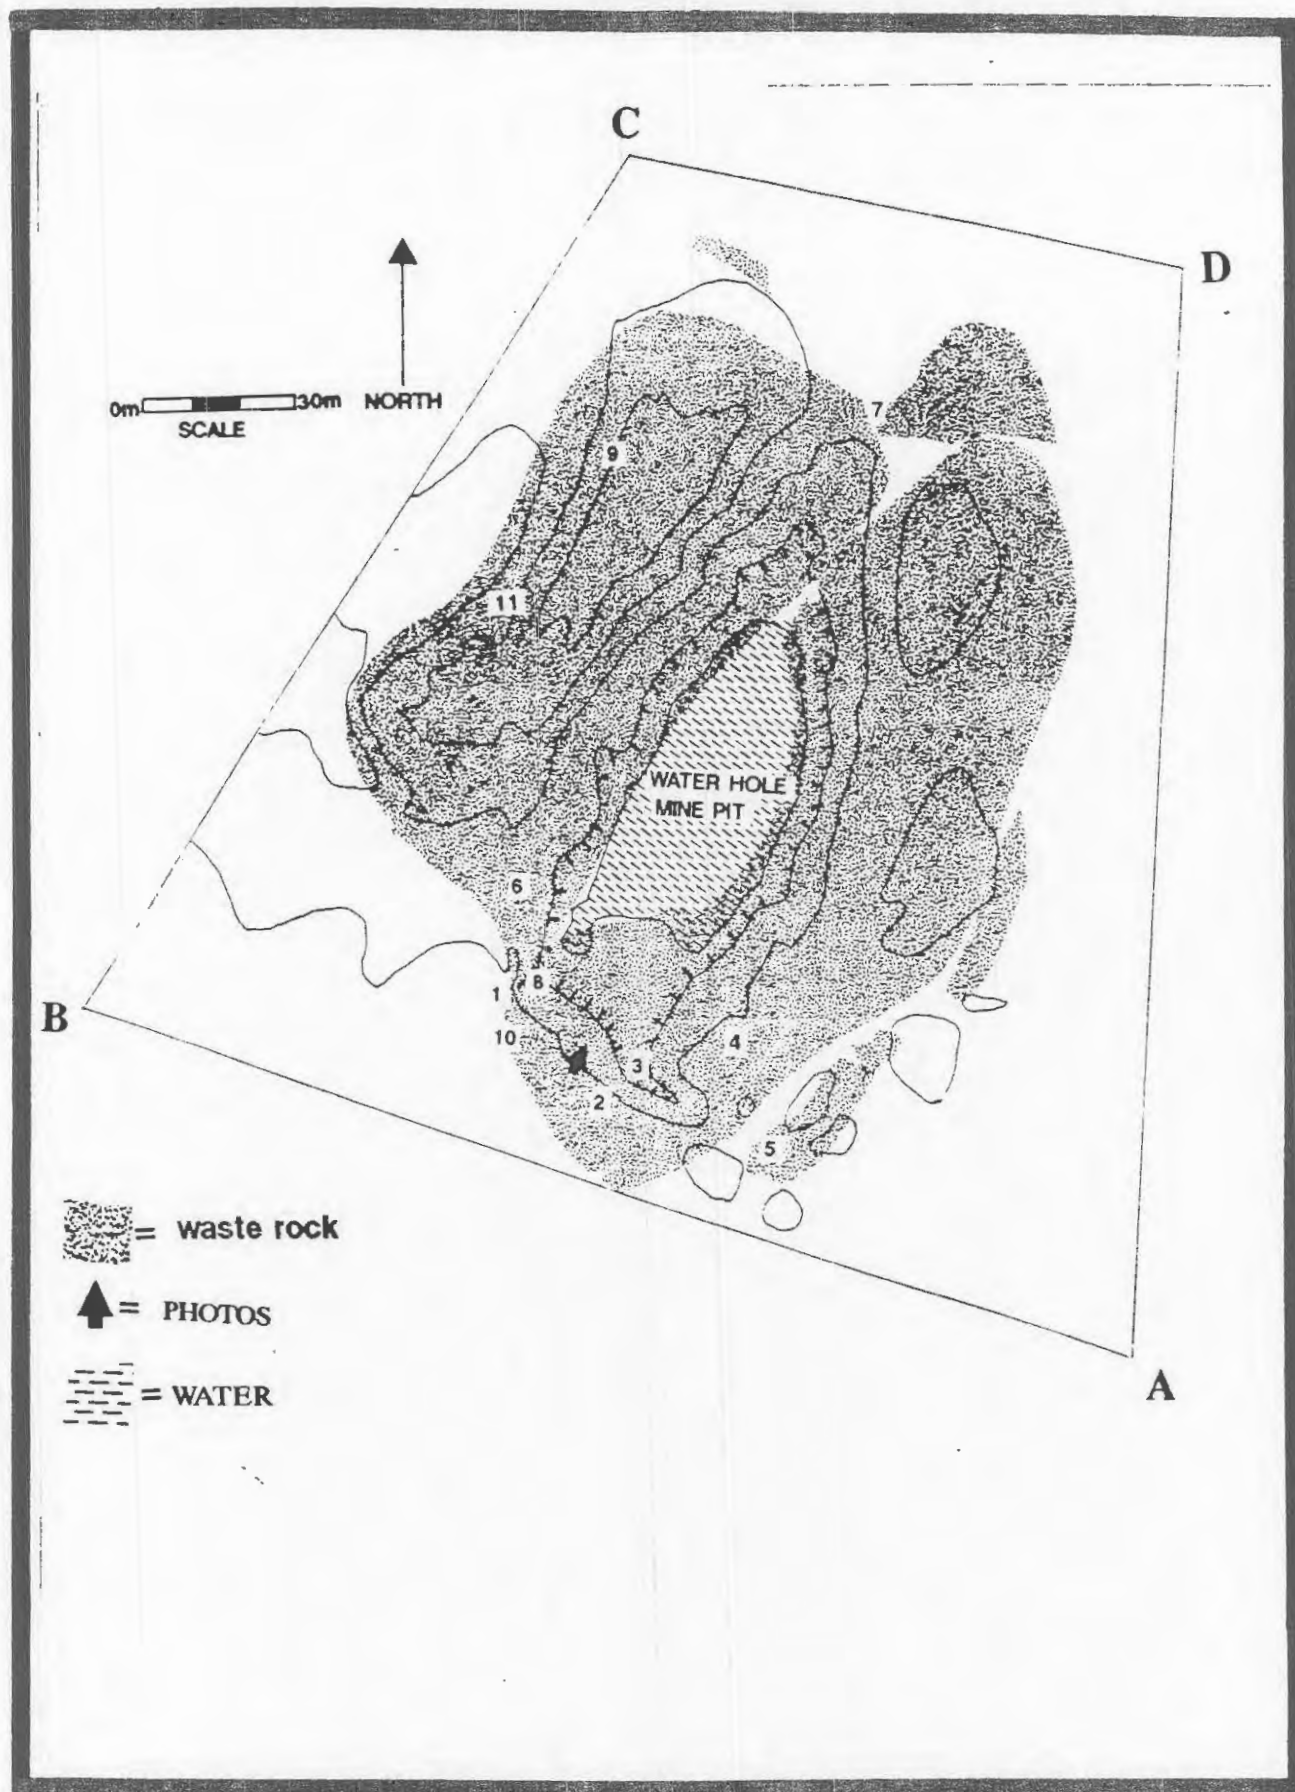 C
D
0m 30m NORTH
SCALE
7
9
11
WATER HOLE
MINE PIT
6
8
1
B
10
4
3
2
5
= waste rock
= PHOTOS
A
= WATER